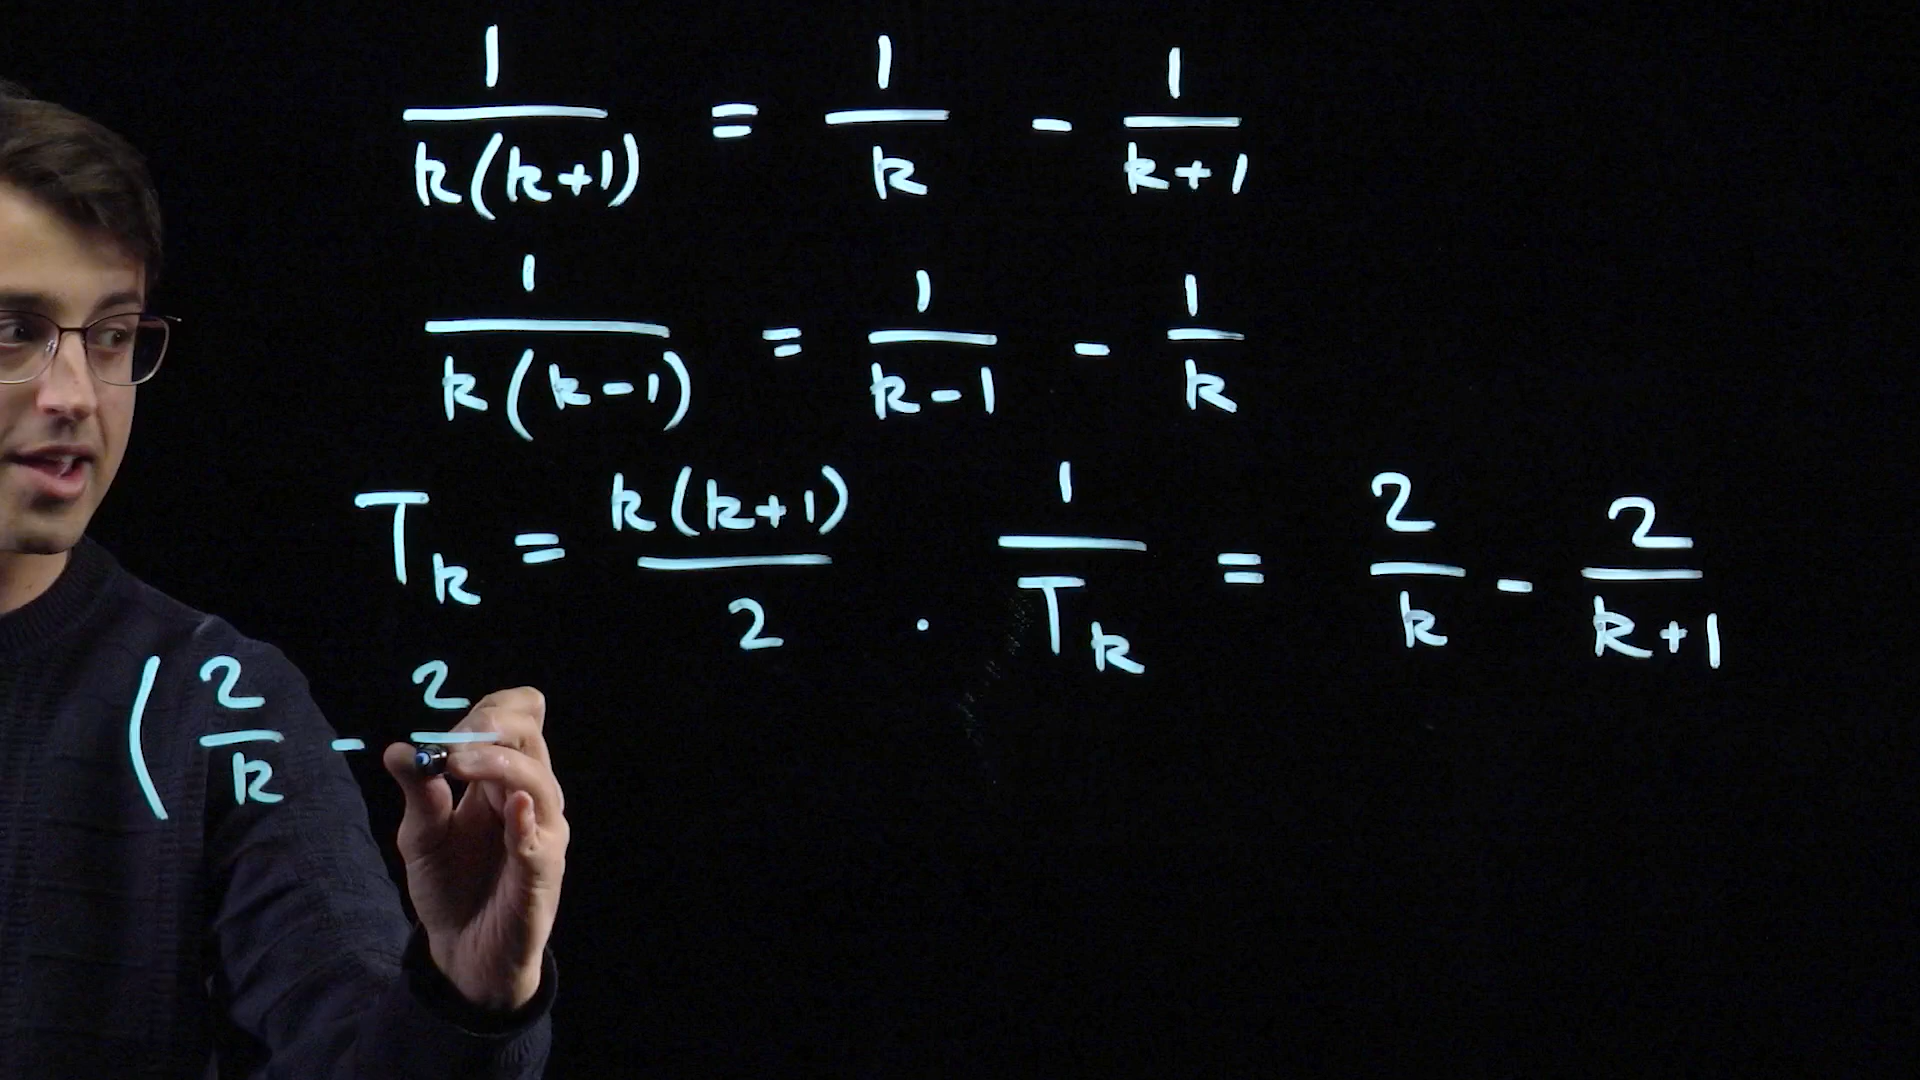 1/(k(k+1)) = 1/k - 1/(k+1)
1/(k(k-1)) = 1/(k-1) - 1/k
T_k = k(k+1)/2 . 1/T_k = 2/k - 2/(k+1)
(2/k - 2/